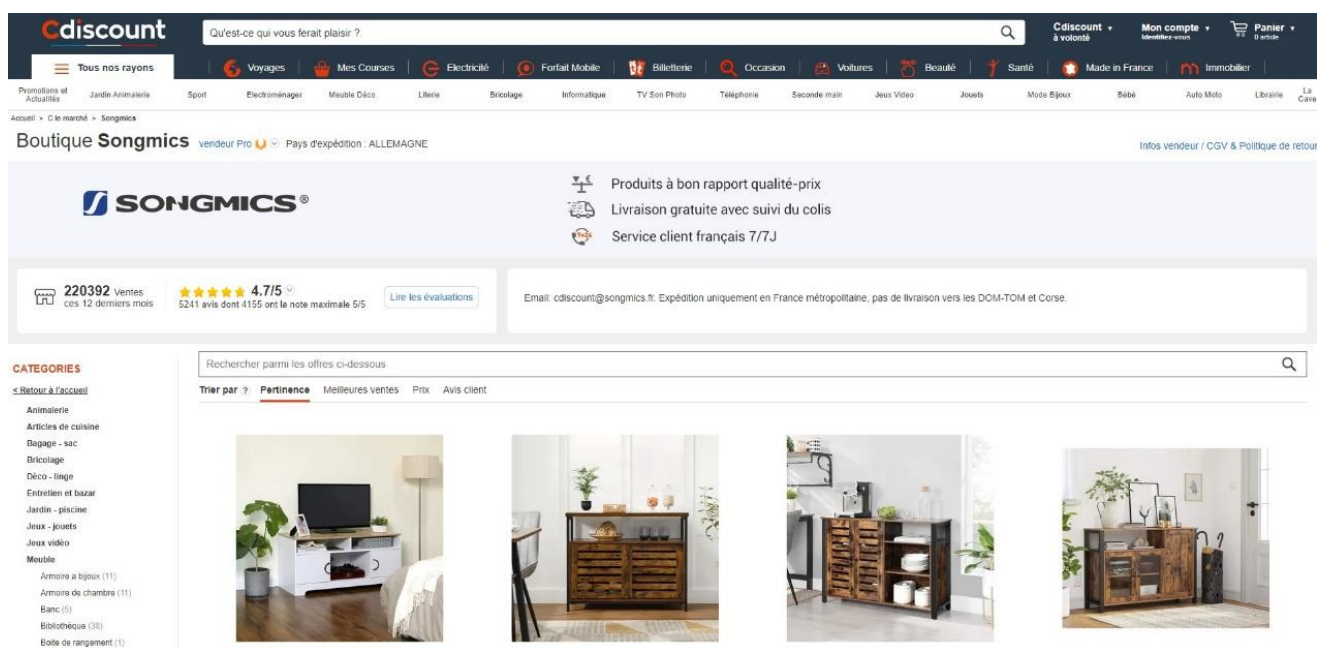 Cdiscount
Qu'est-ce qui vous ferait plaisir ?
Cdiscount à volonté
Mon compte Identifiez-vous
Panier 0 article
Tous nos rayons Voyages Mes Courses Electricité Forfait Mobile Billetterie Occasion Voitures Beauté Santé Made in France Immobilier
Promotions et Actualités Jardin Animalerie Sport Electroménager Meuble Déco Literie Bricolage Informatique TV Son Photo Téléphonie Seconde main Jeux Video Jouets Mode Bijoux Bébé Auto Moto Librairie La Cave
Accueil > C le marché > Songmics
Boutique Songmics vendeur Pro Pays d'expédition : ALLEMAGNE
Infos vendeur / CGV & Politique de retour
SONGMICS®
Produits à bon rapport qualité-prix
Livraison gratuite avec suivi du colis
Service client français 7/7J
220392 Ventes
ces 12 derniers mois
4.7/5
5241 avis dont 4155 ont la note maximale 5/5
Lire les évaluations
Email: cdiscount@songmics.fr. Expédition uniquement en France métropolitaine, pas de livraison vers les DOM-TOM et Corse.
CATEGORIES
< Retour à l'accueil
Animalerie
Articles de cuisine
Bagage - sac
Bricolage
Déco - linge
Entretien et bazar
Jardin - piscine
Jeux - jouets
Jeux vidéo
Meuble
Armoire a bijoux (11)
Armoire de chambre (11)
Banc (5)
Bibliothèque (38)
Boite de rangement (1)
Rechercher parmi les offres ci-dessous
Trier par ? Pertinence Meilleures ventes Prix Avis client